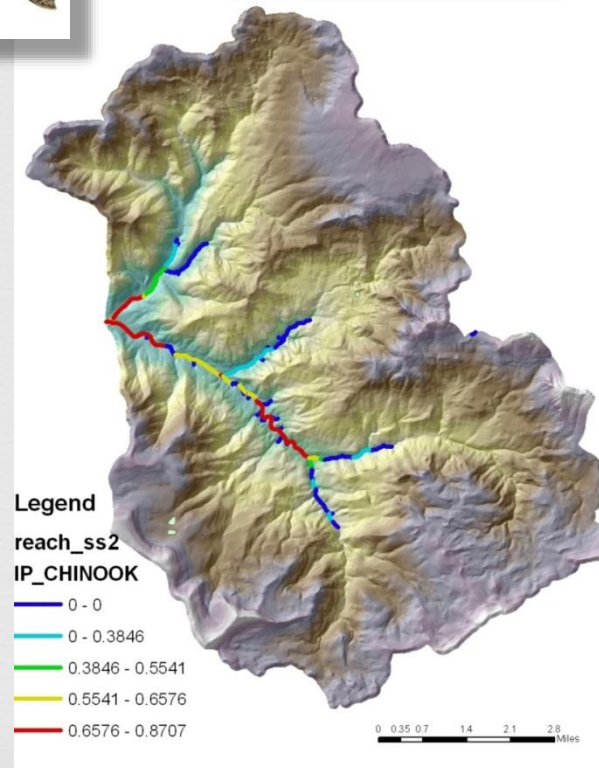 Legend
reach_ss2
IP_CHINOOK
0 - 0
0 - 0.3846
0.3846 - 0.5541
0.5541 - 0.6576
0.6576 - 0.8707
0 0.35 0.7 1.4 2.1 2.8
Miles